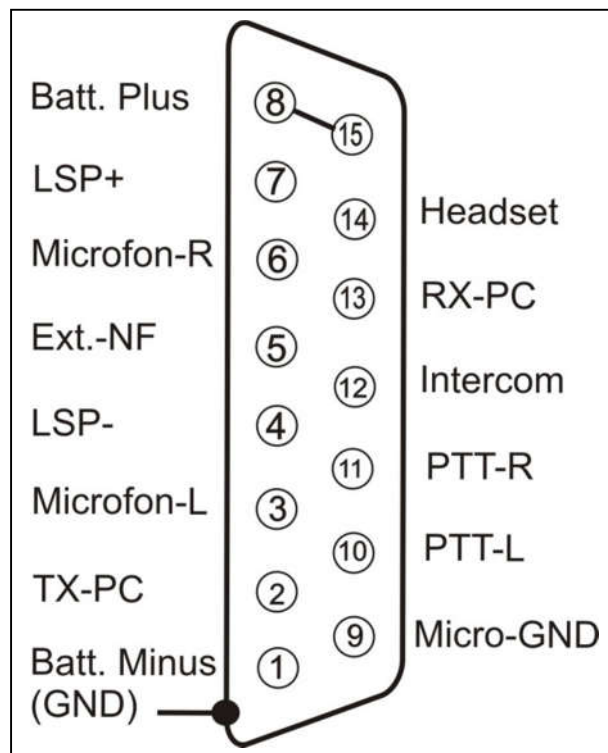 Batt. Plus 8 15
LSP+ 7
14 Headset
Microfon-R 6
13 RX-PC
Ext.-NF 5
12 Intercom
LSP- 4
11 PTT-R
Microfon-L 3
10 PTT-L
TX-PC 2
9 Micro-GND
Batt. Minus 1
(GND)